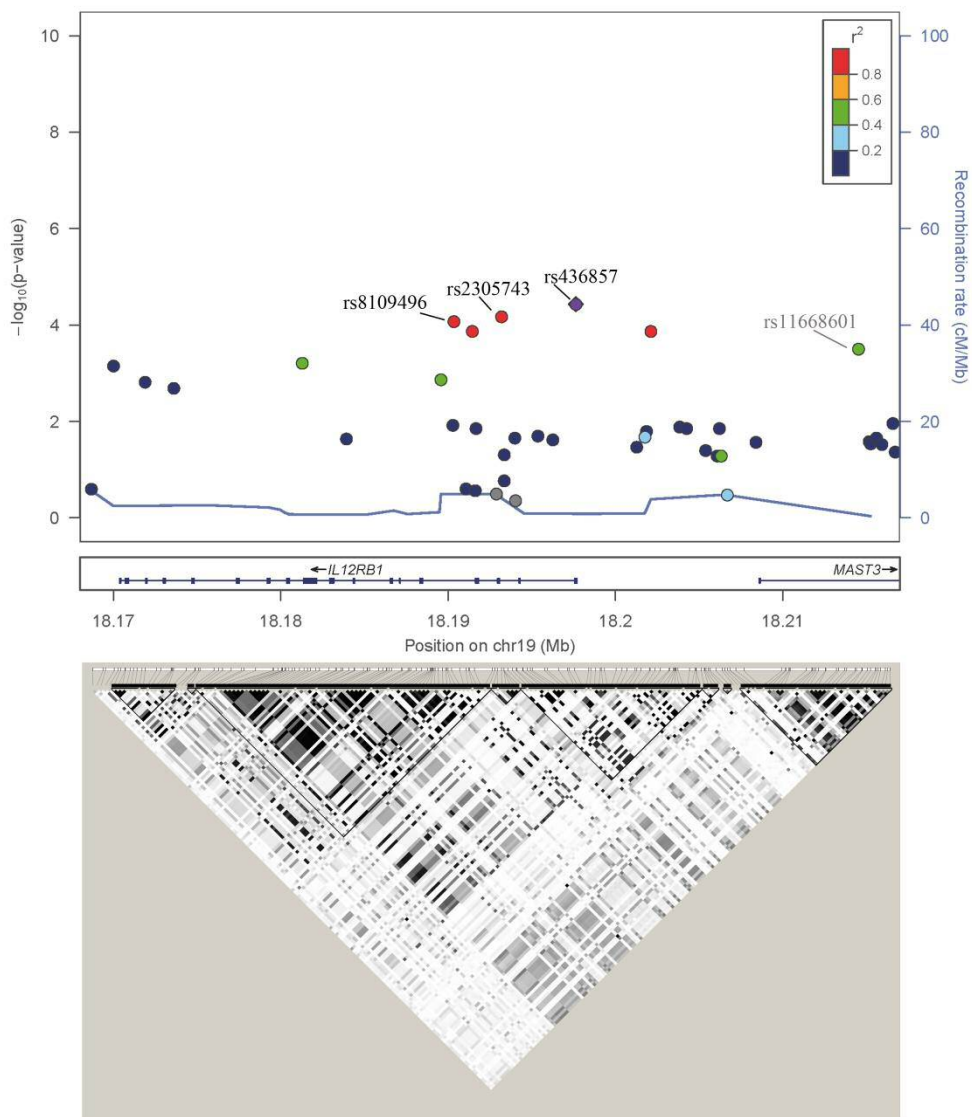 10
8
6
4
2
0
−log10(p−value)
r2
0.8
0.6
0.4
0.2
100
80
60
40
20
0
Recombination rate (cM/Mb)
rs436857
rs2305743
rs8109496
rs11668601
IL12RB1
MAST3
18.17 18.18 18.19 18.2 18.21
Position on chr19 (Mb)